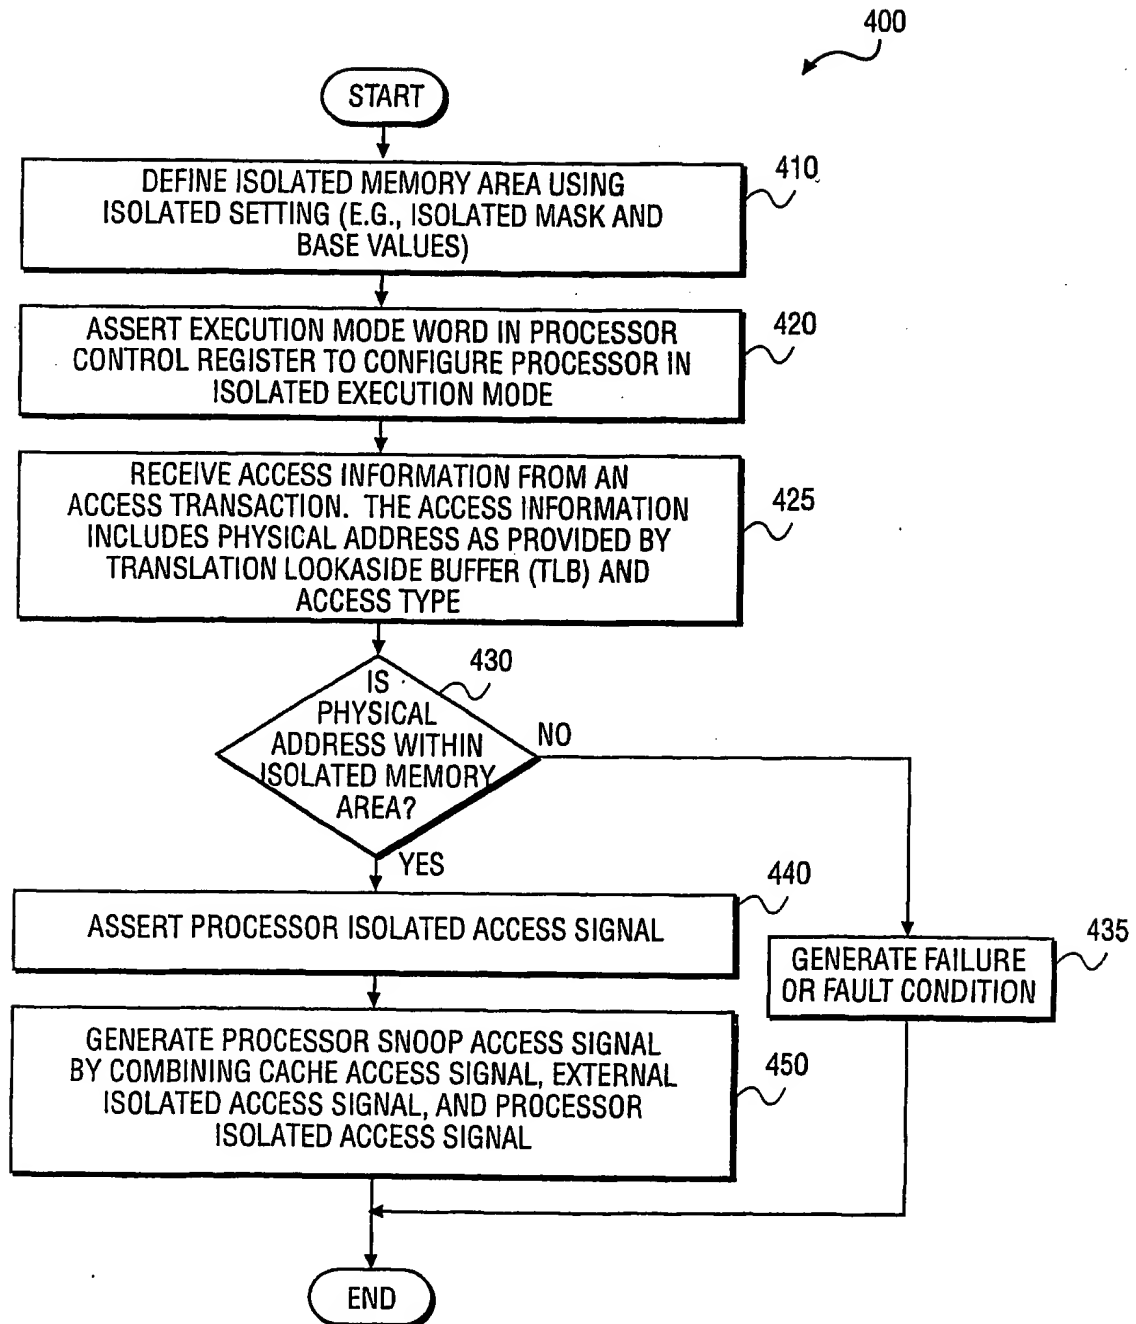 400
START
410
DEFINE ISOLATED MEMORY AREA USING
ISOLATED SETTING (E.G., ISOLATED MASK AND
BASE VALUES)
420
ASSERT EXECUTION MODE WORD IN PROCESSOR
CONTROL REGISTER TO CONFIGURE PROCESSOR IN
ISOLATED EXECUTION MODE
425
RECEIVE ACCESS INFORMATION FROM AN
ACCESS TRANSACTION. THE ACCESS INFORMATION
INCLUDES PHYSICAL ADDRESS AS PROVIDED BY
TRANSLATION LOOKASIDE BUFFER (TLB) AND
ACCESS TYPE
430
IS
PHYSICAL
ADDRESS WITHIN
ISOLATED MEMORY
AREA?
NO
YES
440
ASSERT PROCESSOR ISOLATED ACCESS SIGNAL
435
GENERATE FAILURE
OR FAULT CONDITION
450
GENERATE PROCESSOR SNOOP ACCESS SIGNAL
BY COMBINING CACHE ACCESS SIGNAL, EXTERNAL
ISOLATED ACCESS SIGNAL, AND PROCESSOR
ISOLATED ACCESS SIGNAL
END